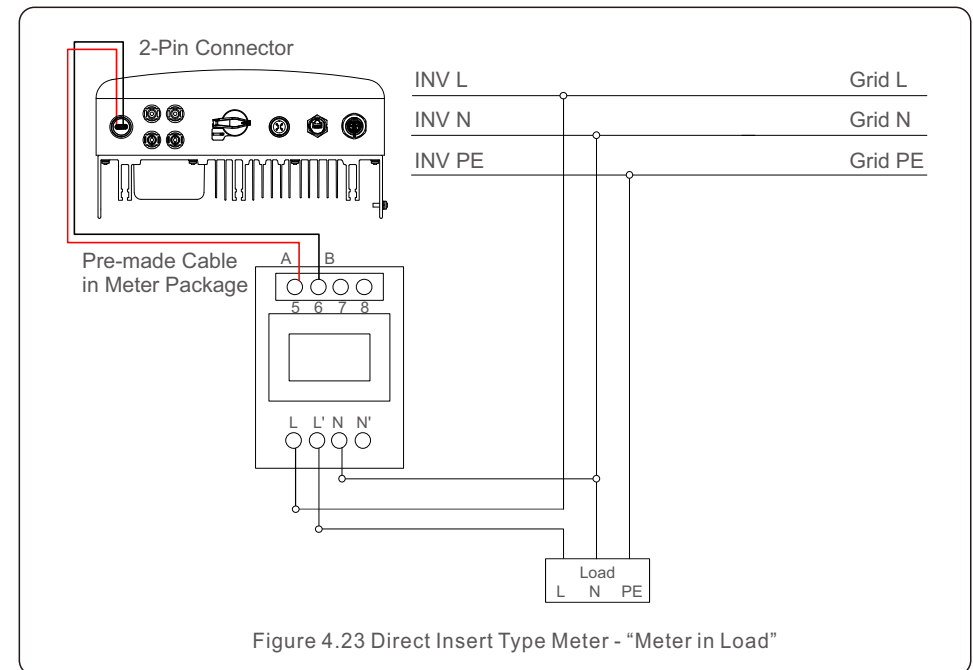 2-Pin Connector
INV L Grid L
INV N Grid N
INV PE Grid PE
Pre-made Cable
in Meter Package
A B
5 6 7 8
L L' N N'
Load
L N PE
Figure 4.23 Direct Insert Type Meter - “Meter in Load”